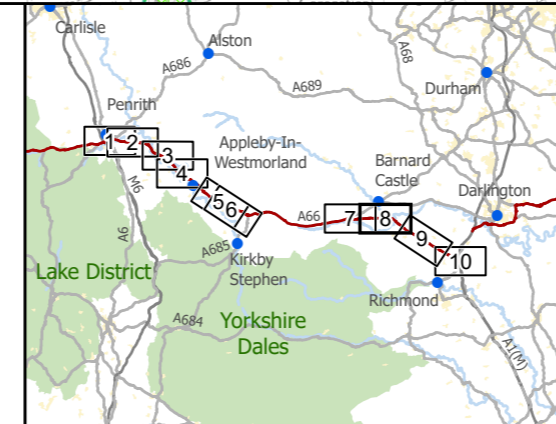 Carlisle
Alston
A686
A68
A689
Durham
Penrith
1
2
3
4
5
6
7
8
9
10
Appleby-In-
Westmorland
Barnard
Castle
Darlington
M6
A66
A6
A685
Kirkby
Stephen
Lake District
Richmond
A684
Yorkshire
Dales
A1(M)